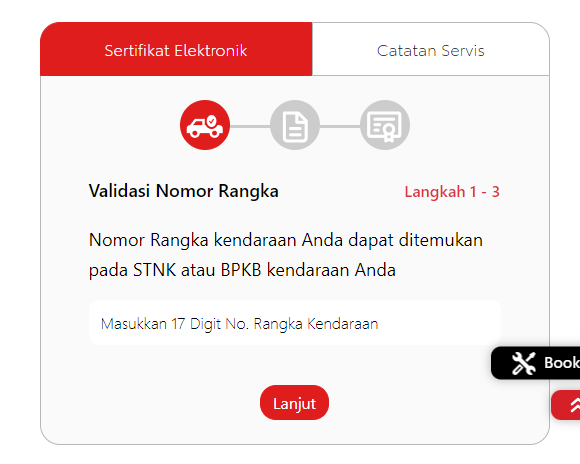 Sertifikat Elektronik
Catatan Servis
Validasi Nomor Rangka
Langkah 1 - 3
Nomor Rangka kendaraan Anda dapat ditemukan
pada STNK atau BPKB kendaraan Anda
Masukkan 17 Digit No. Rangka Kendaraan
Book
Lanjut